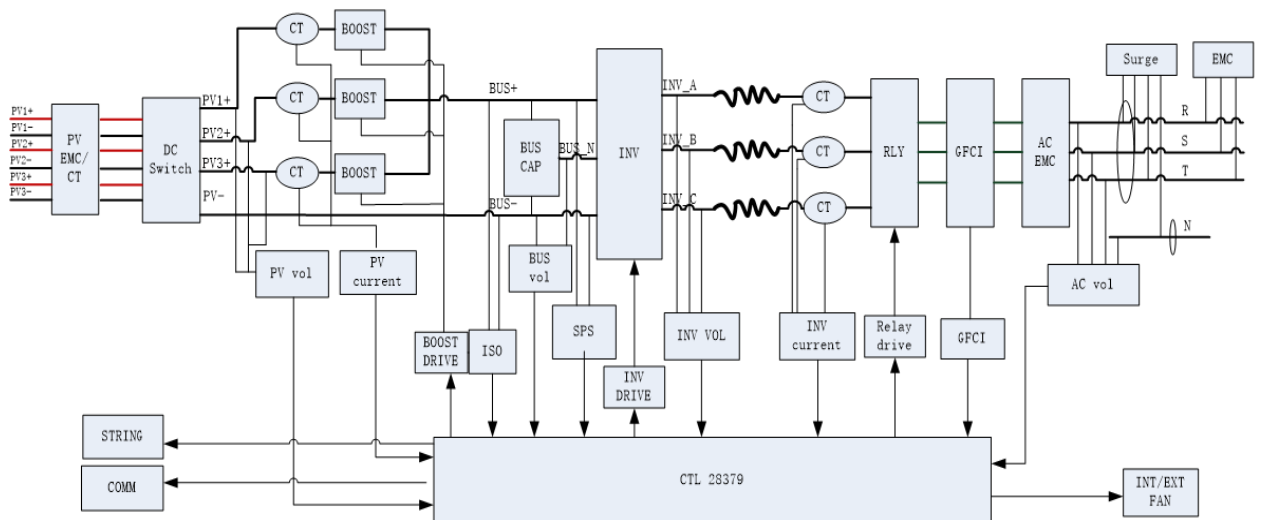 CT
BOOST
Surge
EMC
BUS+
INV_A
CT
BOOST
PV1+
CT
PV1+
PV1-
PV2+
PV2-
PV3+
PV3-
PV
EMC/
CT
DC
Switch
PV2+
PV3+
PV-
CT
BOOST
BUS
CAP
BUS_N
BUS-
INV
INV_B
INV_C
CT
CT
RLY
GFCI
AC
EMC
R
S
T
N
PV vol
PV
current
BUS
vol
AC vol
BOOST
DRIVE
ISO
SPS
INV
DRIVE
INV VOL
INV
current
Relay
drive
GFCI
STRING
COMM
CTL 28379
INT/EXT
FAN